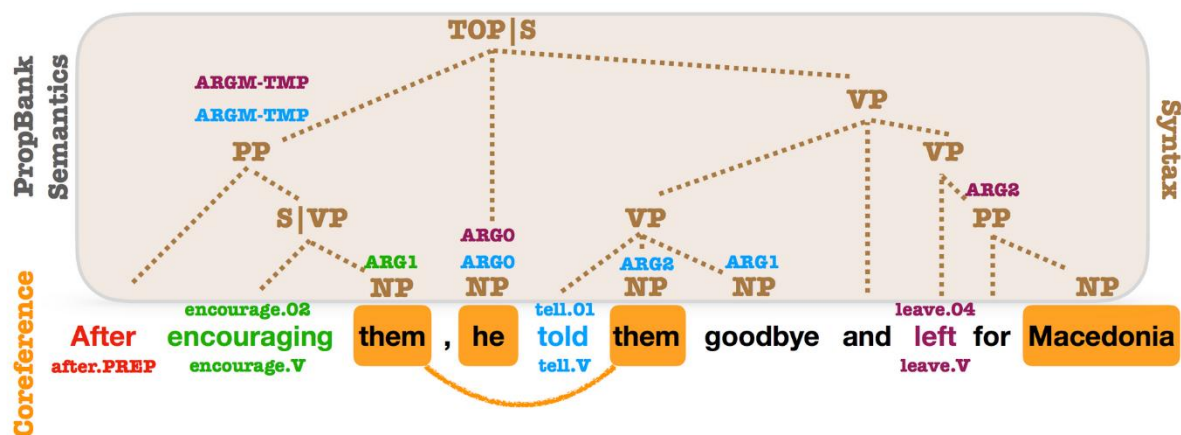 TOP|S
ARGM-TMP
ARGM-TMP
VP
PP
VP
S|VP
VP
ARG2
PP
ARG0
ARG1
ARG0
ARG2
ARG1
NP
NP
NP
NP
NP
encourage.02
tell.01
leave.04
After encouraging them , he told them goodbye and left for Macedonia
after.PREP
encourage.V
tell.V
leave.V
PropBank
Semantics
Coreference
Syntax